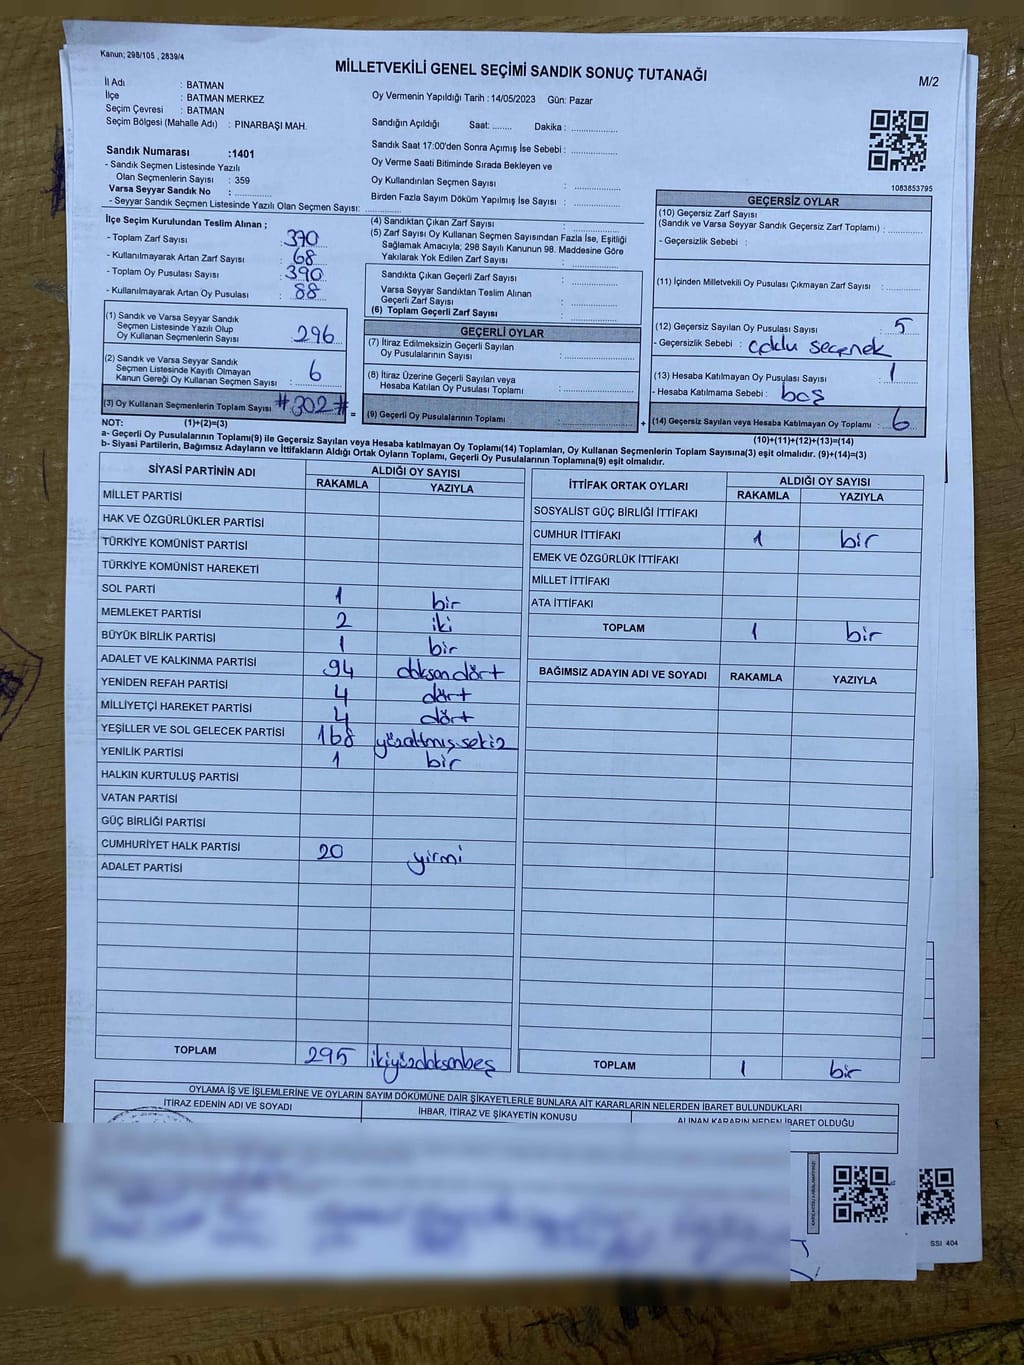 Kanun; 298/105 , 2839/4
MİLLETVEKİLİ GENEL SEÇİMİ SANDIK SONUÇ TUTANAĞI
M/2
İl Adı : BATMAN
İlçe : BATMAN MERKEZ
Seçim Çevresi : BATMAN
Seçim Bölgesi (Mahalle Adı) : PINARBAŞI MAH.
Oy Vermenin Yapıldığı Tarih : 14/05/2023 Gün: Pazar
Sandığın Açıldığı Saat: ........ Dakika : ....................
Sandık Saat 17:00'den Sonra Açımış İse Sebebi : ....................
Oy Verme Saati Bitiminde Sırada Bekleyen ve
Oy Kullandırılan Seçmen Sayısı : ....................
Birden Fazla Sayım Döküm Yapılmış İse Sayısı : ....................
1083853795
Sandık Numarası :1401
- Sandık Seçmen Listesinde Yazılı
Olan Seçmenlerin Sayısı : 359
Varsa Seyyar Sandık No : ................
- Seyyar Sandık Seçmen Listesinde Yazılı Olan Seçmen Sayısı: ................
İlçe Seçim Kurulundan Teslim Alınan ;
- Toplam Zarf Sayısı : 370
- Kullanılmayarak Artan Zarf Sayısı : 68
- Toplam Oy Pusulası Sayısı : 390
- Kullanılmayarak Artan Oy Pusulası : 88
(1) Sandık ve Varsa Seyyar Sandık
Seçmen Listesinde Yazılı Olup
Oy Kullanan Seçmenlerin Sayısı : 296
(2) Sandık ve Varsa Seyyar Sandık
Seçmen Listesinde Kayıtlı Olmayan
Kanun Gereği Oy Kullanan Seçmen Sayısı : 6
(3) Oy Kullanan Seçmenlerin Toplam Sayısı #302# =
(4) Sandıktan Çıkan Zarf Sayısı : ................
(5) Zarf Sayısı Oy Kullanan Seçmen Sayısından Fazla İse, Eşitliği
Sağlamak Amacıyla; 298 Sayılı Kanunun 98. Maddesine Göre
Yakılarak Yok Edilen Zarf Sayısı : ................
Sandıkta Çıkan Geçerli Zarf Sayısı : ................
Varsa Seyyar Sandıktan Teslim Alınan
Geçerli Zarf Sayısı : ................
(6) Toplam Geçerli Zarf Sayısı : ................
GEÇERLİ OYLAR
(7) İtiraz Edilmeksizin Geçerli Sayılan
Oy Pusulalarının Sayısı : ................
(8) İtiraz Üzerine Geçerli Sayılan veya
Hesaba Katılan Oy Pusulası Toplamı : ................
(9) Geçerli Oy Pusulalarının Toplamı : ................ +
GEÇERSİZ OYLAR
(10) Geçersiz Zarf Sayısı
(Sandık ve Varsa Seyyar Sandık Geçersiz Zarf Toplamı) : ............
- Geçersizlik Sebebi :
(11) İçinden Milletvekili Oy Pusulası Çıkmayan Zarf Sayısı : ............
(12) Geçersiz Sayılan Oy Pusulası Sayısı : 5
- Geçersizlik Sebebi : çoklu seçenek
(13) Hesaba Katılmayan Oy Pusulası Sayısı : 1
- Hesaba Katılmama Sebebi : boş
(14) Geçersiz Sayılan veya Hesaba Katılmayan Oy Toplamı : 6
NOT: (1)+(2)=(3)
(10)+(11)+(12)+(13)=(14)
a- Geçerli Oy Pusulalarının Toplamı(9) ile Geçersiz Sayılan veya Hesaba katılmayan Oy Toplamı(14) Toplamları, Oy Kullanan Seçmenlerin Toplam Sayısına(3) eşit olmalıdır. (9)+(14)=(3)
b- Siyasi Partilerin, Bağımsız Adayların ve İttifakların Aldığı Ortak Oyların Toplamı, Geçerli Oy Pusulalarının Toplamına(9) eşit olmalıdır.
SİYASİ PARTİNİN ADI ALDIĞI OY SAYISI
RAKAMLA YAZIYLA
MİLLET PARTİSİ
HAK VE ÖZGÜRLÜKLER PARTİSİ
TÜRKİYE KOMÜNİST PARTİSİ
TÜRKİYE KOMÜNİST HAREKETİ
SOL PARTİ 1 bir
MEMLEKET PARTİSİ 2 iki
BÜYÜK BİRLİK PARTİSİ 1 bir
ADALET VE KALKINMA PARTİSİ 94 doksandört
YENİDEN REFAH PARTİSİ 4 dört
MİLLİYETÇİ HAREKET PARTİSİ 4 dört
YEŞİLLER VE SOL GELECEK PARTİSİ 168 yüzaltmışsekiz
YENİLİK PARTİSİ 1 bir
HALKIN KURTULUŞ PARTİSİ
VATAN PARTİSİ
GÜÇ BİRLİĞİ PARTİSİ
CUMHURİYET HALK PARTİSİ 20 yirmi
ADALET PARTİSİ
TOPLAM 295 ikiyüzdoksanbeş
İTTİFAK ORTAK OYLARI ALDIĞI OY SAYISI
RAKAMLA YAZIYLA
SOSYALİST GÜÇ BİRLİĞİ İTTİFAKI
CUMHUR İTTİFAKI 1 bir
EMEK VE ÖZGÜRLÜK İTTİFAKI
MİLLET İTTİFAKI
ATA İTTİFAKI
TOPLAM 1 bir
BAĞIMSIZ ADAYIN ADI VE SOYADI RAKAMLA YAZIYLA
TOPLAM 1 bir
OYLAMA İŞ VE İŞLEMLERİNE VE OYLARIN SAYIM DÖKÜMÜNE DAİR ŞİKAYETLERLE BUNLARA AİT KARARLARIN NELERDEN İBARET BULUNDUKLARI
İTİRAZ EDENİN ADI VE SOYADI İHBAR, İTİRAZ VE ŞİKAYETİN KONUSU ALINAN KARARIN NEDEN İBARET OLDUĞU
SSI 404